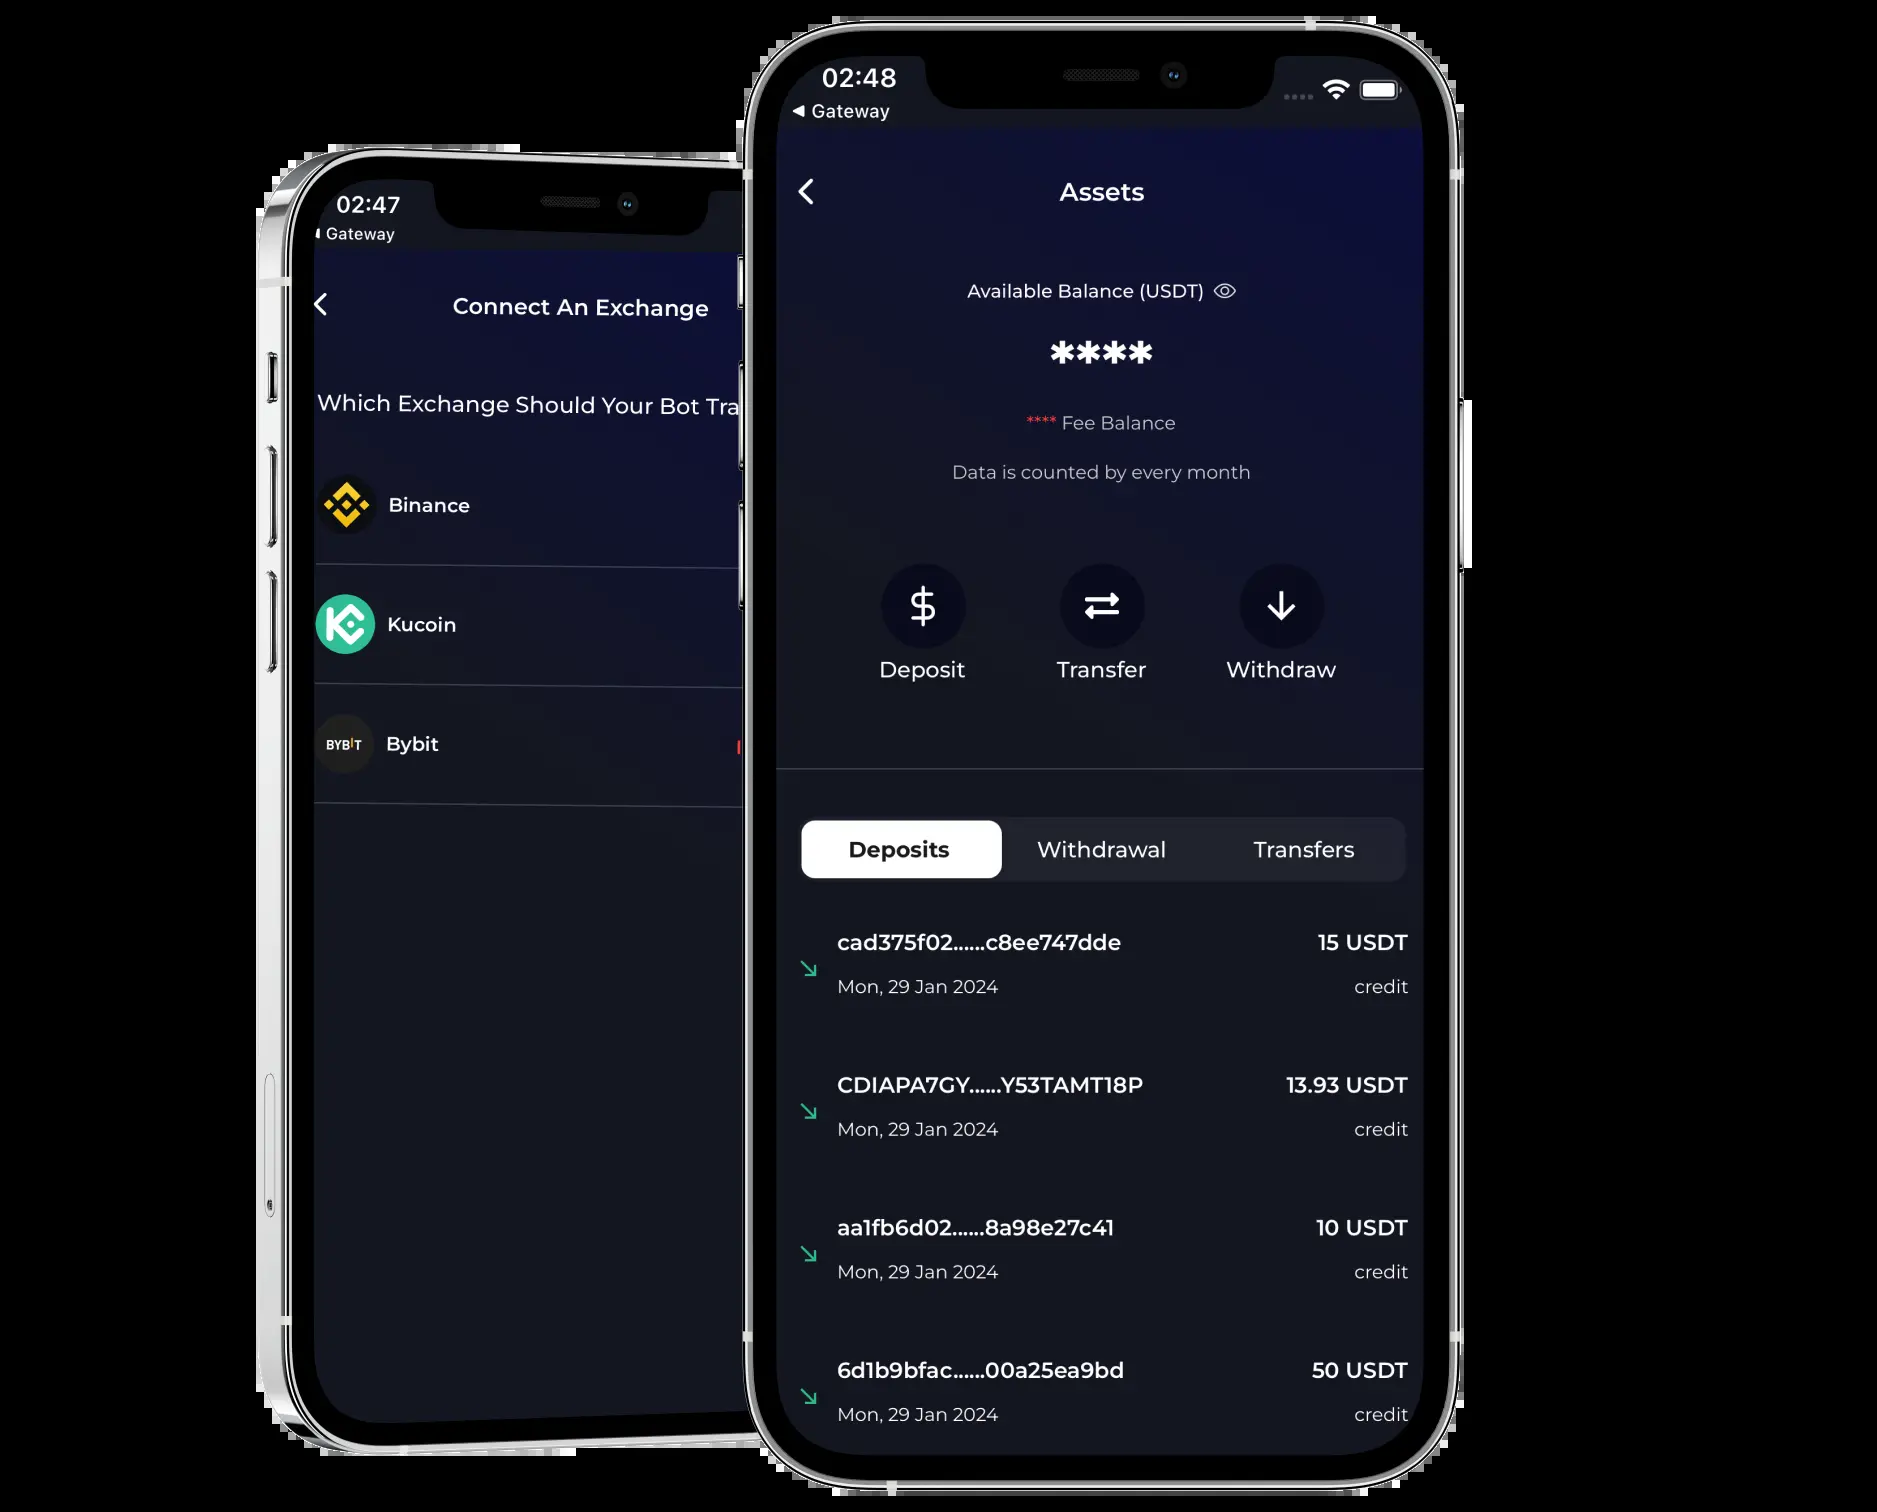 02:47
Gateway
Connect An Exchange
Which Exchange Should Your Bot
Binance
Kucoin
BYBIT Bybit
02:48
Gateway
Assets
Available Balance (USDT)
****
**** Fee Balance
Data is counted by every month
Deposit Transfer Withdraw
Deposits Withdrawal Transfers
cad375f02......c8ee747dde 15 USDT
Mon, 29 Jan 2024 credit
CDIAPA7GY......Y53TAMT18P 13.93 USDT
Mon, 29 Jan 2024 credit
aa1fb6d02......8a98e27c41 10 USDT
Mon, 29 Jan 2024 credit
6d1b9bfac......00a25ea9bd 50 USDT
Mon, 29 Jan 2024 credit